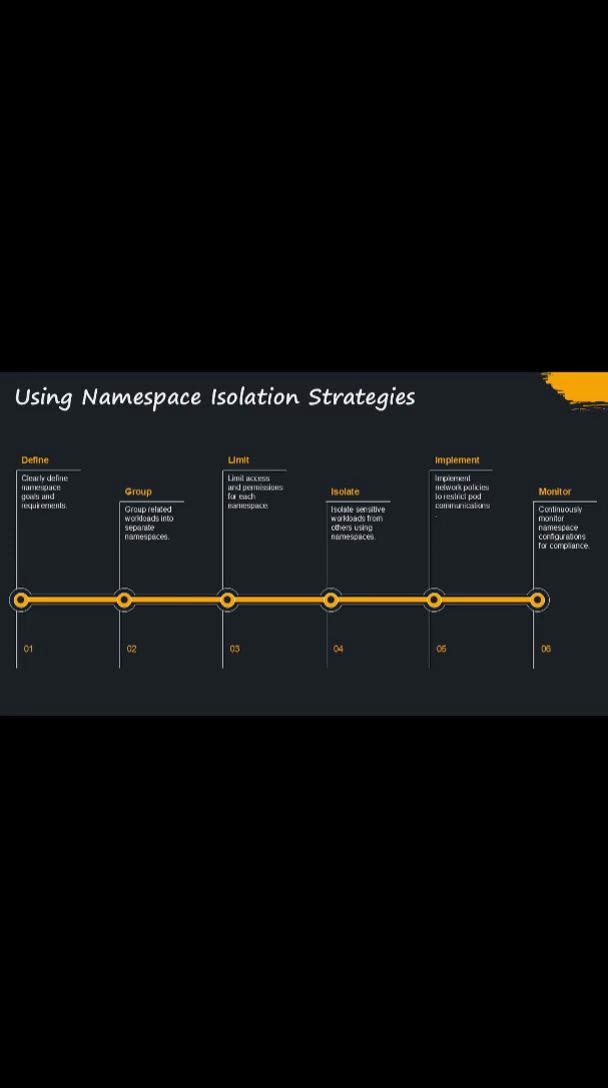 Using Namespace Isolation Strategies
Define
Clearly define
namespace
goals and
requirements.
Group
Group related
workloads into
separate
namespaces.
Limit
Limit access
and permissions
for each
namespace.
Isolate
Isolate sensitive
workloads from
others using
namespaces.
Implement
Implement
network policies
to restrict pod
communications
.
Monitor
Continuously
monitor
namespace
configurations
for compliance.
01
02
03
04
05
06